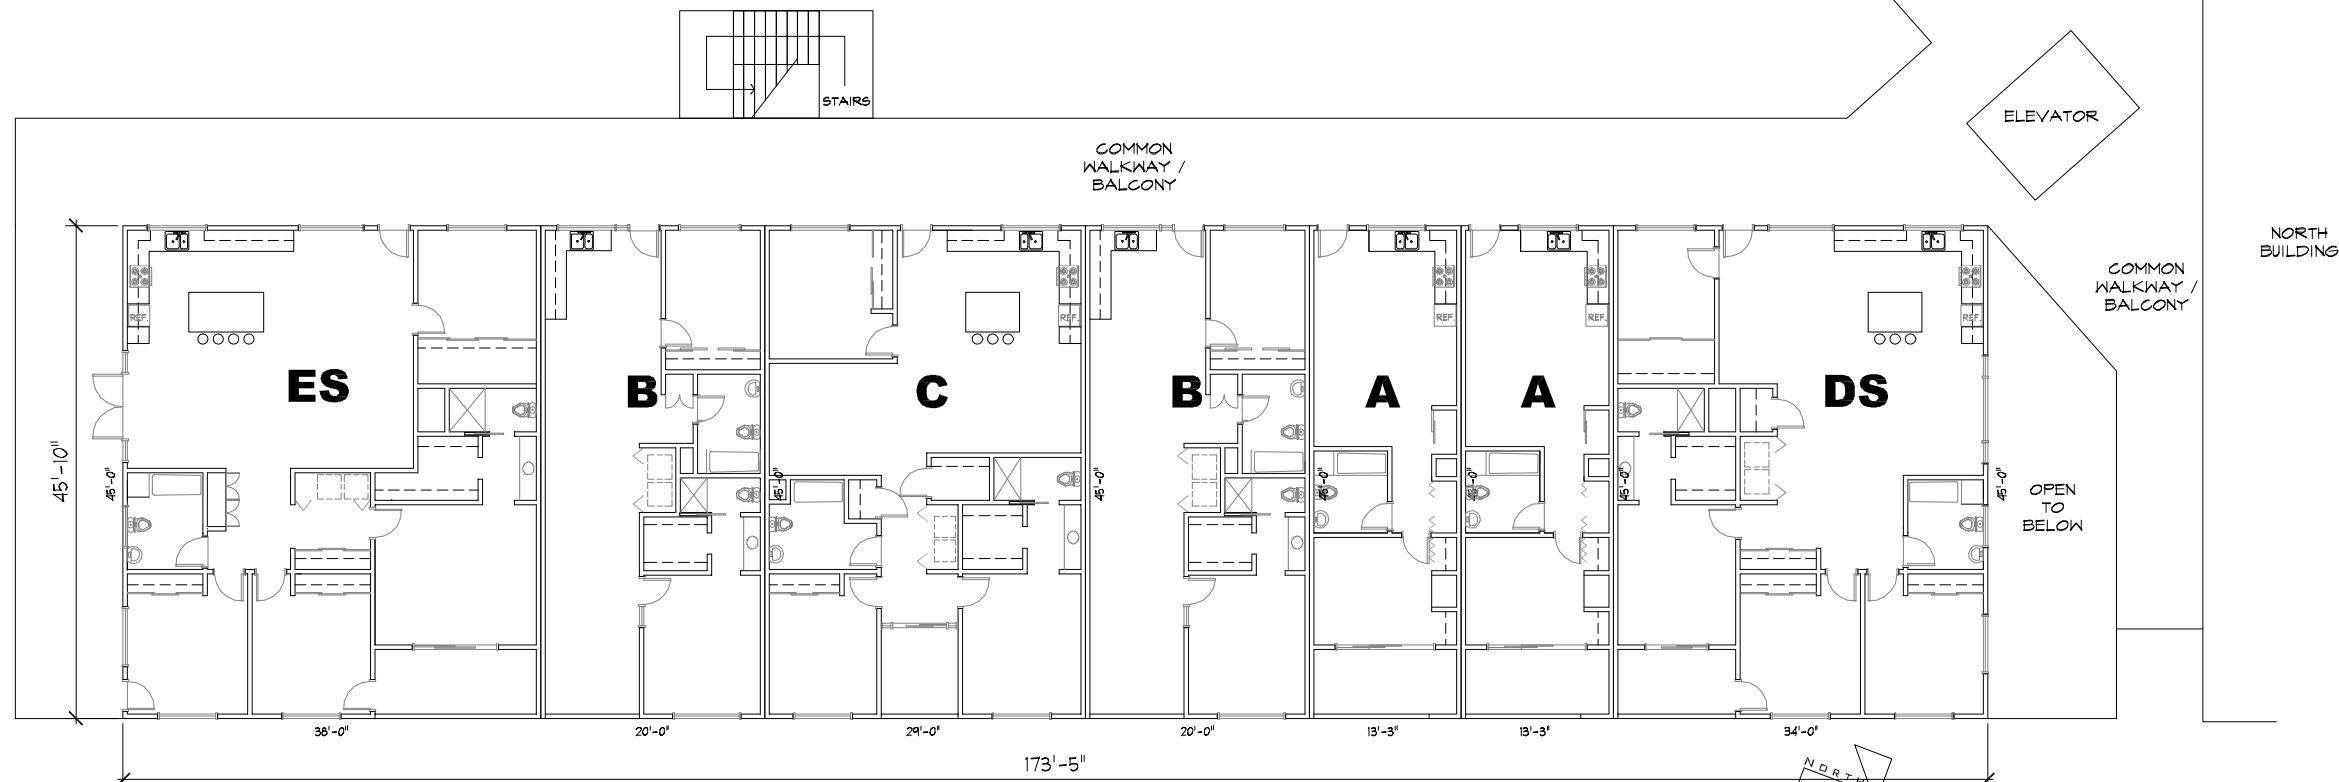 STAIRS
ELEVATOR
COMMON
WALKWAY /
BALCONY
NORTH
BUILDING
COMMON
WALKWAY /
BALCONY
REF.
REF.
REF.
REF.
REF.
ES
B
C
B
A
A
DS
45'-10"
45'-0"
45'-0"
45'-0"
45'-0"
45'-0"
45'-0"
45'-0"
OPEN
TO
BELOW
38'-0"
20'-0"
29'-0"
20'-0"
13'-3"
13'-3"
34'-0"
173'-5"
NORTH